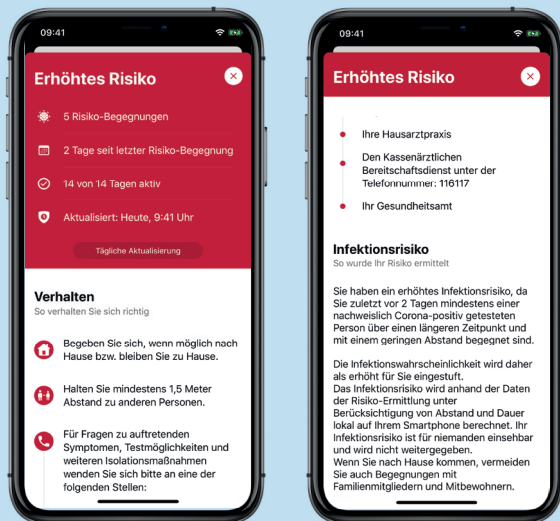 09:41
Erhöhtes Risiko
5 Risiko-Begegnungen
2 Tage seit letzter Risiko-Begegnung
14 von 14 Tagen aktiv
Aktualisiert: Heute, 9:41 Uhr
Tägliche Aktualisierung
Verhalten
So verhalten Sie sich richtig
Begeben Sie sich, wenn möglich nach
Hause bzw. bleiben Sie zu Hause.
Halten Sie mindestens 1,5 Meter
Abstand zu anderen Personen.
Für Fragen zu auftretenden
Symptomen, Testmöglichkeiten und
weiteren Isolationsmaßnahmen
wenden Sie sich bitte an eine der
folgenden Stellen:
09:41
Erhöhtes Risiko
Ihre Hausarztpraxis
Den Kassenärztlichen
Bereitschaftsdienst unter der
Telefonnummer: 116117
Ihr Gesundheitsamt
Infektionsrisiko
So wurde Ihr Risiko ermittelt
Sie haben ein erhöhtes Infektionsrisiko, da
Sie zuletzt vor 2 Tagen mindestens einer
nachweislich Corona-positiv getesteten
Person über einen längeren Zeitpunkt und
mit einem geringen Abstand begegnet sind.
Die Infektionswahrscheinlichkeit wird daher
als erhöht für Sie eingestuft.
Das Infektionsrisiko wird anhand der Daten
der Risiko-Ermittlung unter
Berücksichtigung von Abstand und Dauer
lokal auf Ihrem Smartphone berechnet. Ihr
Infektionsrisiko ist für niemanden einsehbar
und wird nicht weitergegeben.
Wenn Sie nach Hause kommen, vermeiden
Sie auch Begegnungen mit
Familienmitgliedern und Mitbewohnern.